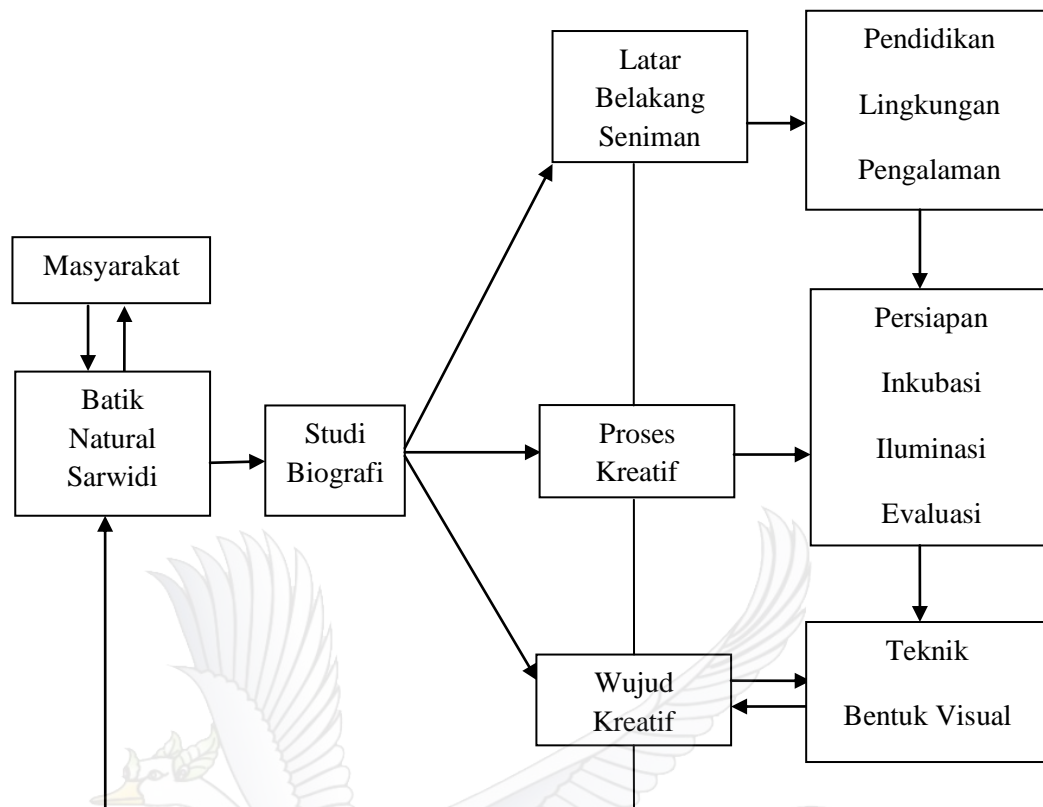 Masyarakat
Batik
Natural
Sarwidi
Studi
Biografi
Latar
Belakang
Seniman
Proses
Kreatif
Wujud
Kreatif
Pendidikan
Lingkungan
Pengalaman
Persiapan
Inkubasi
Iluminasi
Evaluasi
Teknik
Bentuk Visual